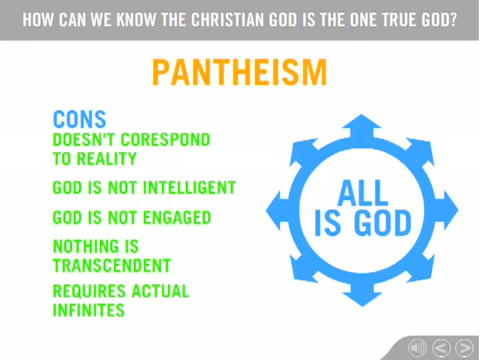 HOW CAN WE KNOW THE CHRISTIAN GOD IS THE ONE TRUE GOD?
PANTHEISM
CONS
DOESN'T CORESPOND
TO REALITY
GOD IS NOT INTELLIGENT
GOD IS NOT ENGAGED
NOTHING IS
TRANSCENDENT
REQUIRES ACTUAL
INFINITES
ALL
IS GOD